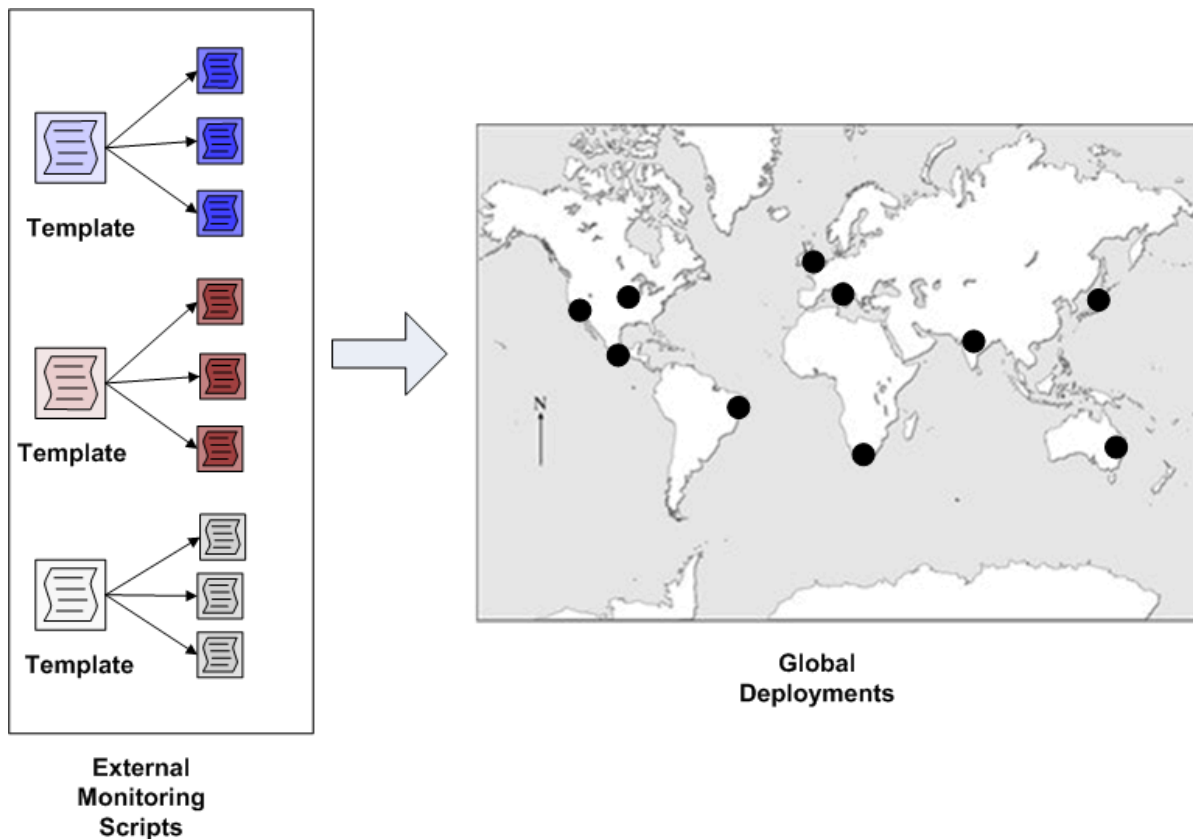 Template
Template
Template
External
Monitoring
Scripts
N
Global
Deployments